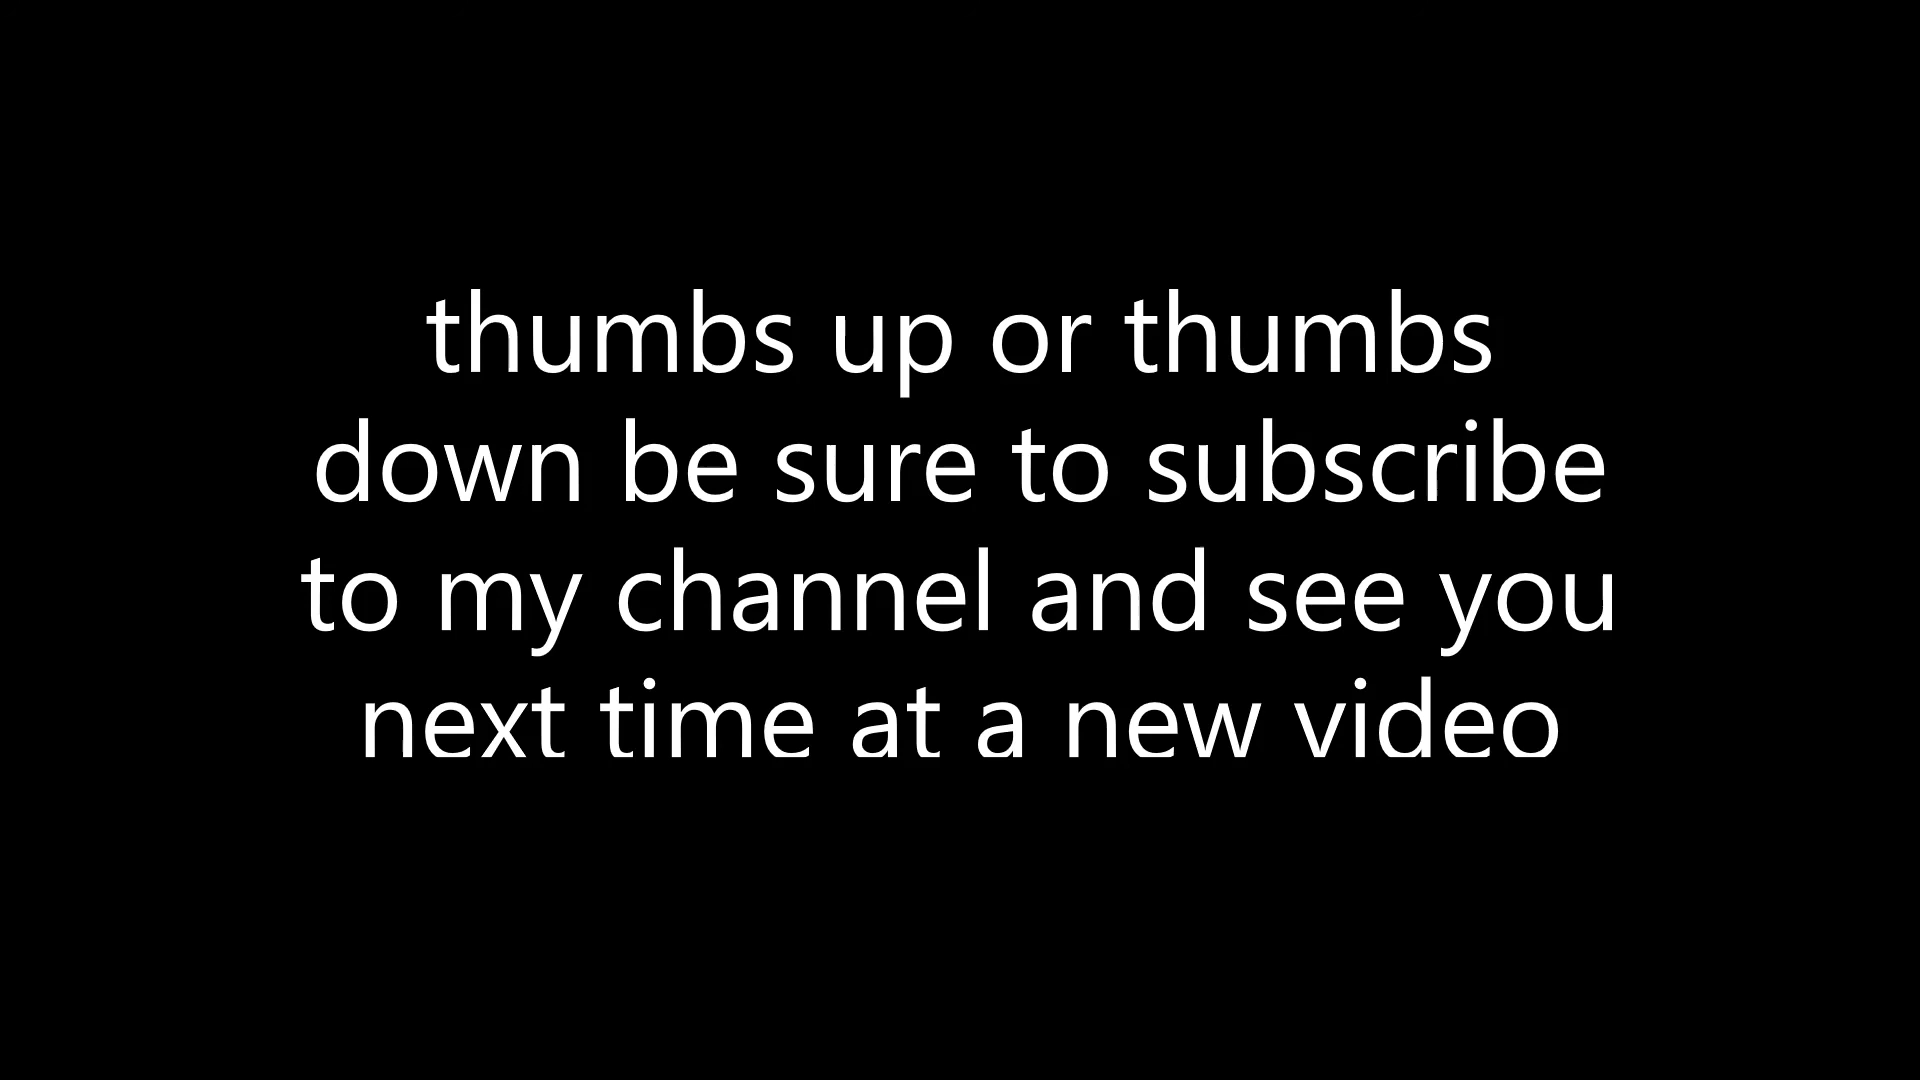 thumbs up or thumbs
down be sure to subscribe
to my channel and see you
next time at a new video